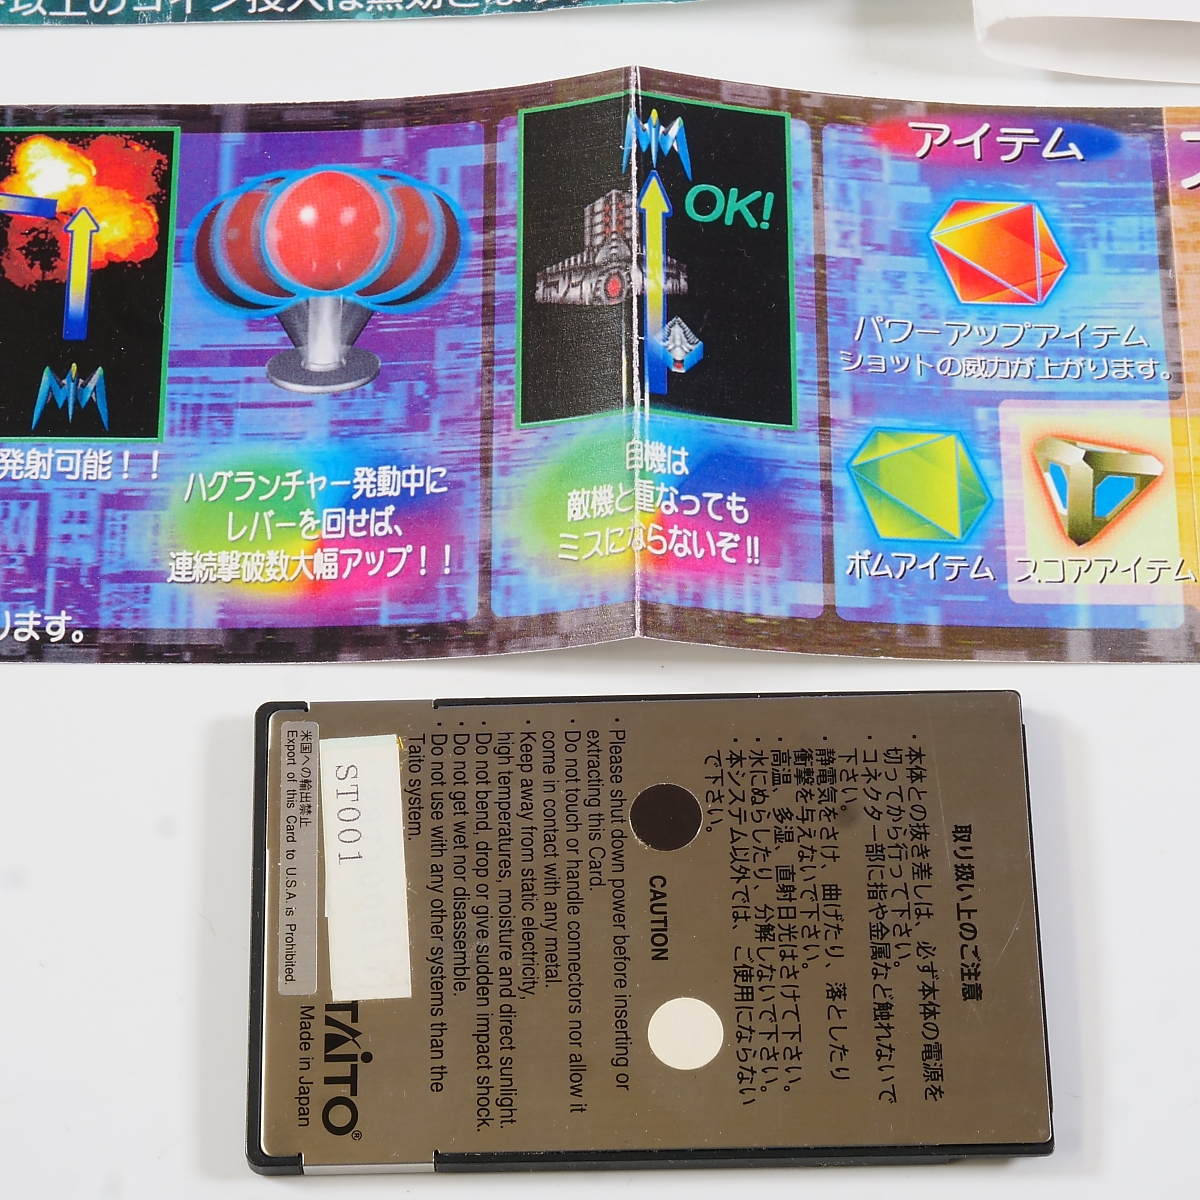 以上のコイン投入は無効となり
発射可能！！
ります。
ハグランチャー発動中に
レバーを回せば、
連続撃破数大幅アップ！！
OK!
自機は
敵機と重なっても
ミスにならないぞ!!
アイテム
パワーアップアイテム
ショットの威力が上がります。
ボムアイテム
スコアアイテム
取り扱い上のご注意
・本体との抜き差しは、必ず本体の電源を
切ってから行って下さい。
・コネクター部に指や金属など触れないで
下さい。
・静電気をさけ、曲げたり、落としたり
衝撃を与えないで下さい。
・高温、多湿、直射日光はさけて下さい。
・水にぬらしたり、分解しないで下さい。
・本システム以外では、ご使用にならない
で下さい。
CAUTION
・Please shut down power before inserting or
extracting this Card.
・Do not touch or handle connectors nor allow it
come in contact with any metal.
・Keep away from static electricity,
high temperatures, moisture and direct sunlight.
・Do not bend, drop or give sudden impact shock.
・Do not get wet nor disassemble.
・Do not use with any other systems than the
Taito system.
ST001
TAITO®
Made in Japan
米国への輸出禁止
Export of this Card to U.S.A. is Prohibited.